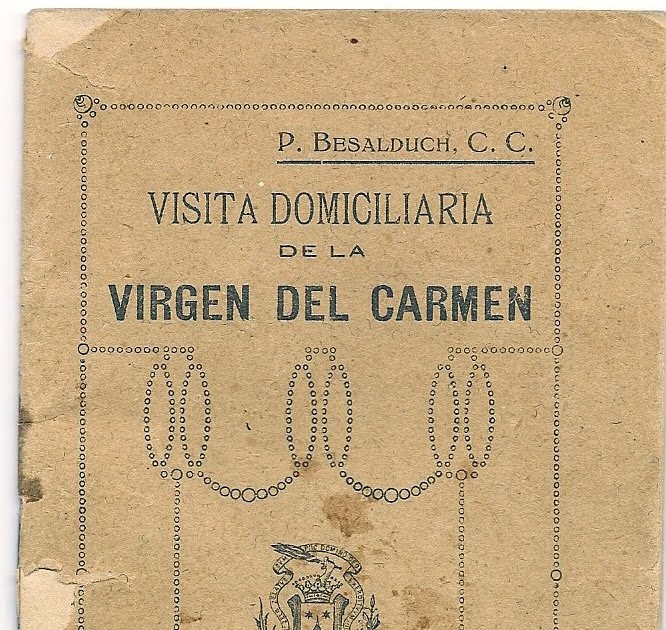 P. BESALDUCH, C. C.
VISITA DOMICILIARIA
DE LA
VIRGEN DEL CARMEN